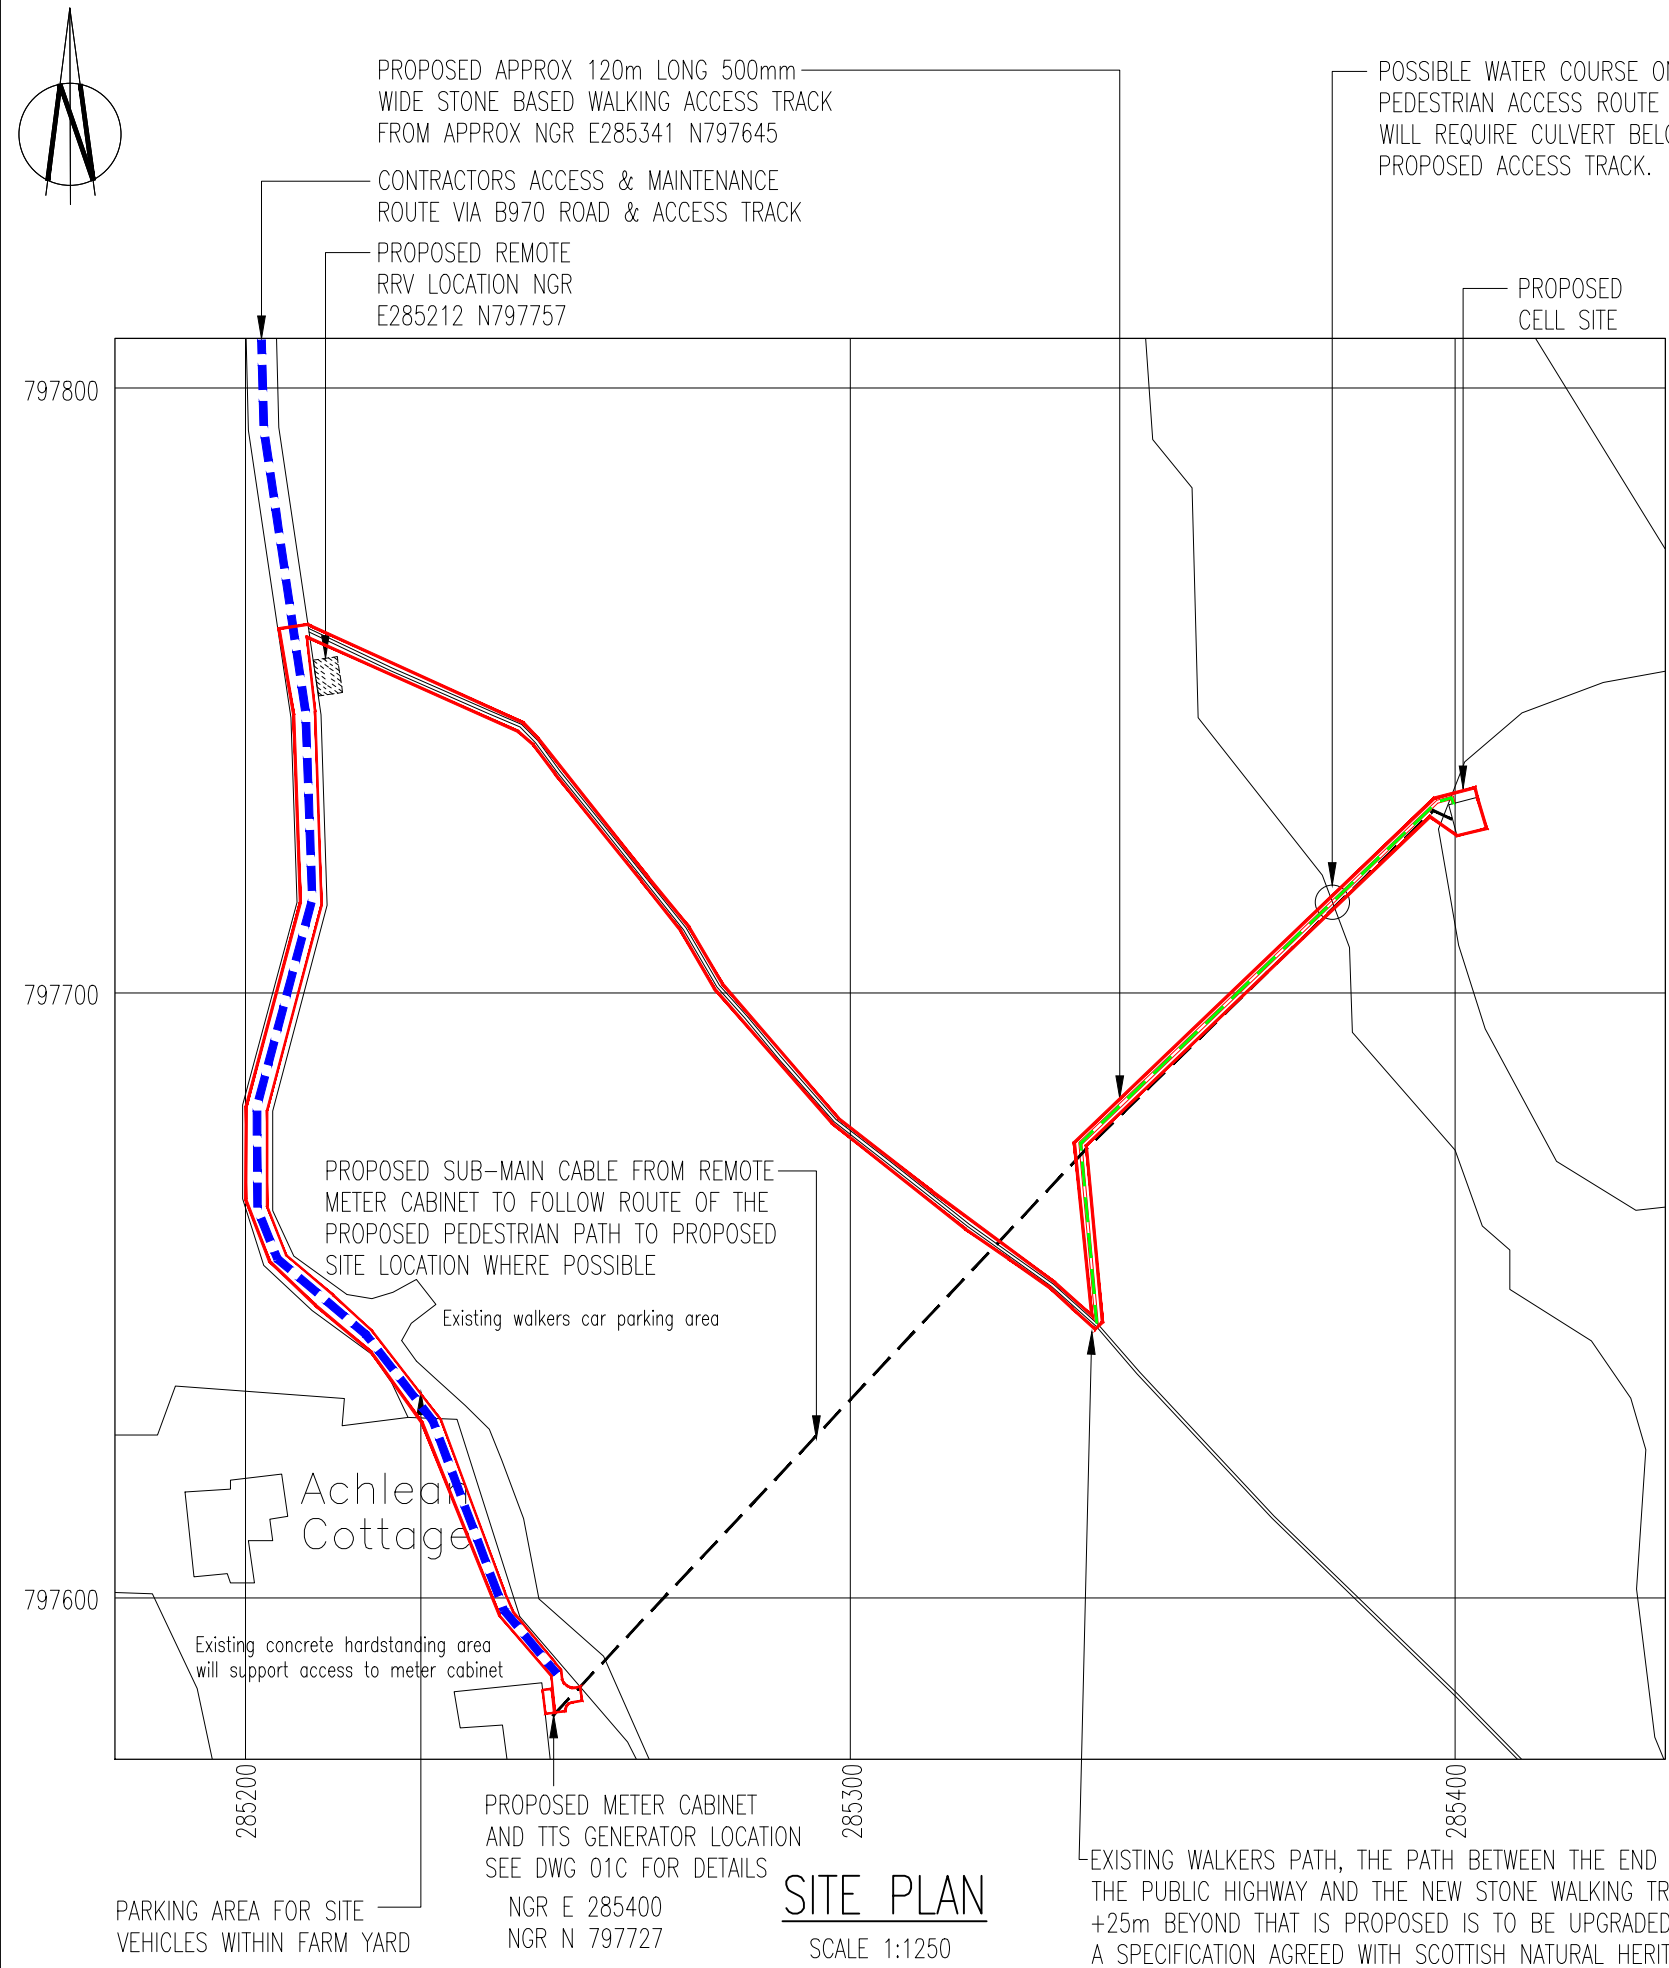 PROPOSED APPROX 120m LONG 500mm
WIDE STONE BASED WALKING ACCESS TRACK
FROM APPROX NGR E285341 N797645
CONTRACTORS ACCESS & MAINTENANCE
ROUTE VIA B970 ROAD & ACCESS TRACK
PROPOSED REMOTE
RRV LOCATION NGR
E285212 N797757
POSSIBLE WATER COURSE
PEDESTRIAN ACCESS ROUTE
WILL REQUIRE CULVERT
PROPOSED ACCESS TRACK.
PROPOSED
CELL SITE
N
797800
797700
797600
PROPOSED SUB-MAIN CABLE FROM REMOTE
METER CABINET TO FOLLOW ROUTE OF THE
PROPOSED PEDESTRIAN PATH TO PROPOSED
SITE LOCATION WHERE POSSIBLE
Existing walkers car parking area
Achlean
Cottage
Existing concrete hardstanding area
will support access to meter cabinet
285200
285300
285400
PROPOSED METER CABINET
AND TTS GENERATOR LOCATION
SEE DWG 01C FOR DETAILS
NGR E 285400
NGR N 797727
PARKING AREA FOR SITE
VEHICLES WITHIN FARM YARD
SITE PLAN
SCALE 1:1250
EXISTING WALKERS PATH, THE PATH BETWEEN THE END
THE PUBLIC HIGHWAY AND THE NEW STONE WALKING
+25m BEYOND THAT IS PROPOSED IS TO BE UPGRADED
A SPECIFICATION AGREED WITH SCOTTISH NATURAL